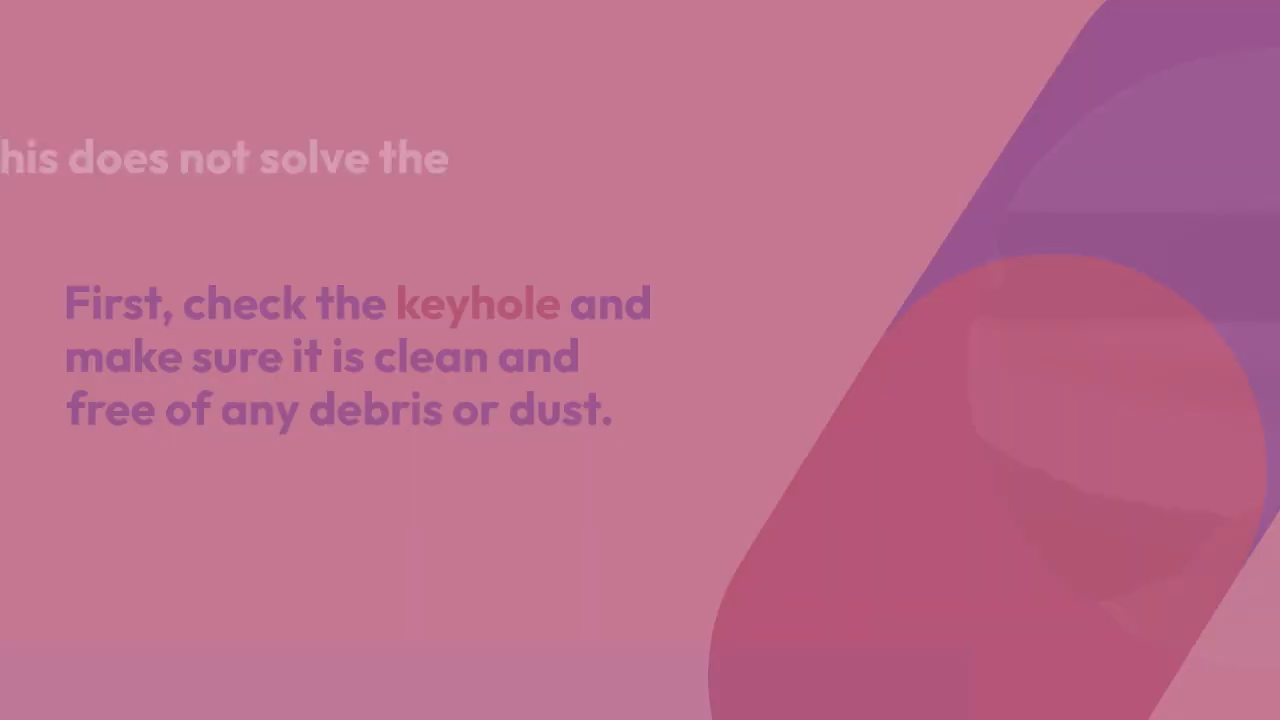 his does not solve the
First, check the keyhole and
make sure it is clean and
free of any debris or dust.